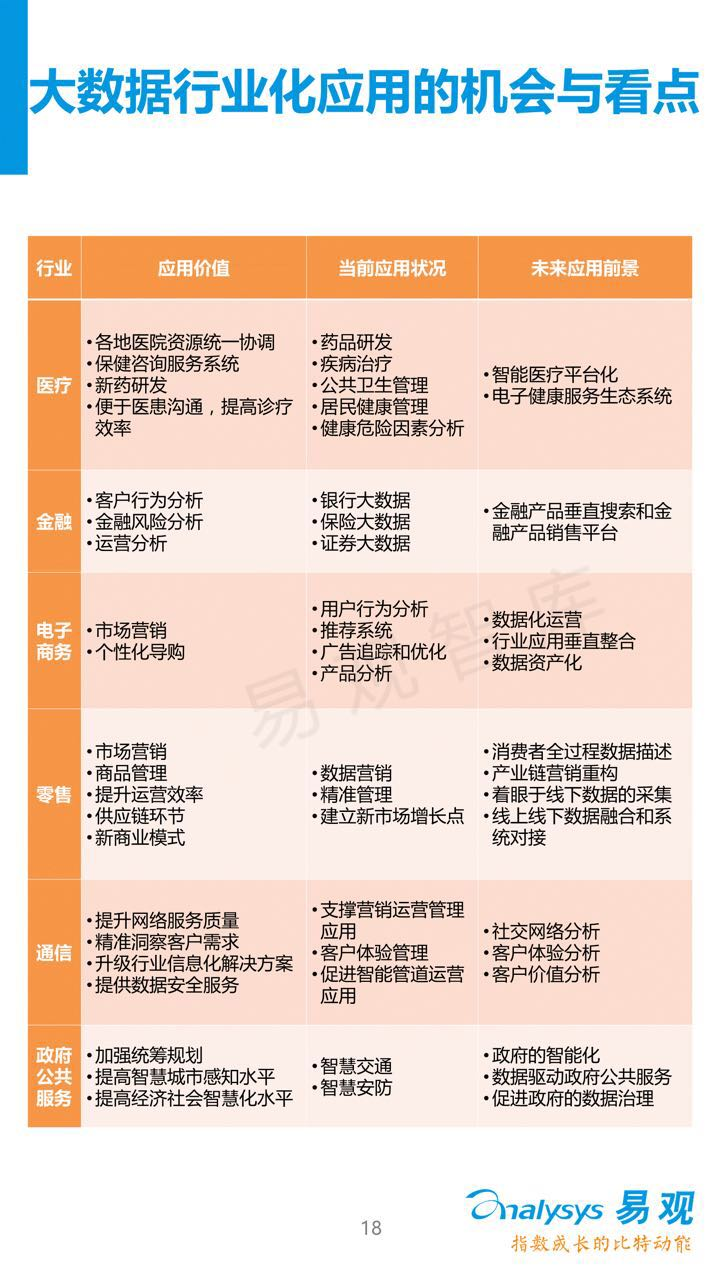 大数据行业化应用的机会与看点
行业 应用价值 当前应用状况 未来应用前景
医疗
•各地医院资源统一协调
•保健咨询服务系统
•新药研发
•便于医患沟通，提高诊疗
效率
•药品研发
•疾病治疗
•公共卫生管理
•居民健康管理
•健康危险因素分析
•智能医疗平台化
•电子健康服务生态系统
金融
•客户行为分析
•金融风险分析
•运营分析
•银行大数据
•保险大数据
•证券大数据
•金融产品垂直搜索和金
融产品销售平台
电子
商务
•市场营销
•个性化导购
•用户行为分析
•推荐系统
•广告追踪和优化
•产品分析
•数据化运营
•行业应用垂直整合
•数据资产化
零售
•市场营销
•商品管理
•提升运营效率
•供应链环节
•新商业模式
•数据营销
•精准管理
•建立新市场增长点
•消费者全过程数据描述
•产业链营销重构
•着眼于线下数据的采集
•线上线下数据融合和系
统对接
通信
•提升网络服务质量
•精准洞察客户需求
•升级行业信息化解决方案
•提供数据安全服务
•支撑营销运营管理
应用
•客户体验管理
•促进智能管道运营
应用
•社交网络分析
•客户体验分析
•客户价值分析
政府
公共
服务
•加强统筹规划
•提高智慧城市感知水平
•提高经济社会智慧化水平
•智慧交通
•智慧安防
•政府的智能化
•数据驱动政府公共服务
•促进政府的数据治理
易观智库
18
analysys 易观
指數成长的比特动能